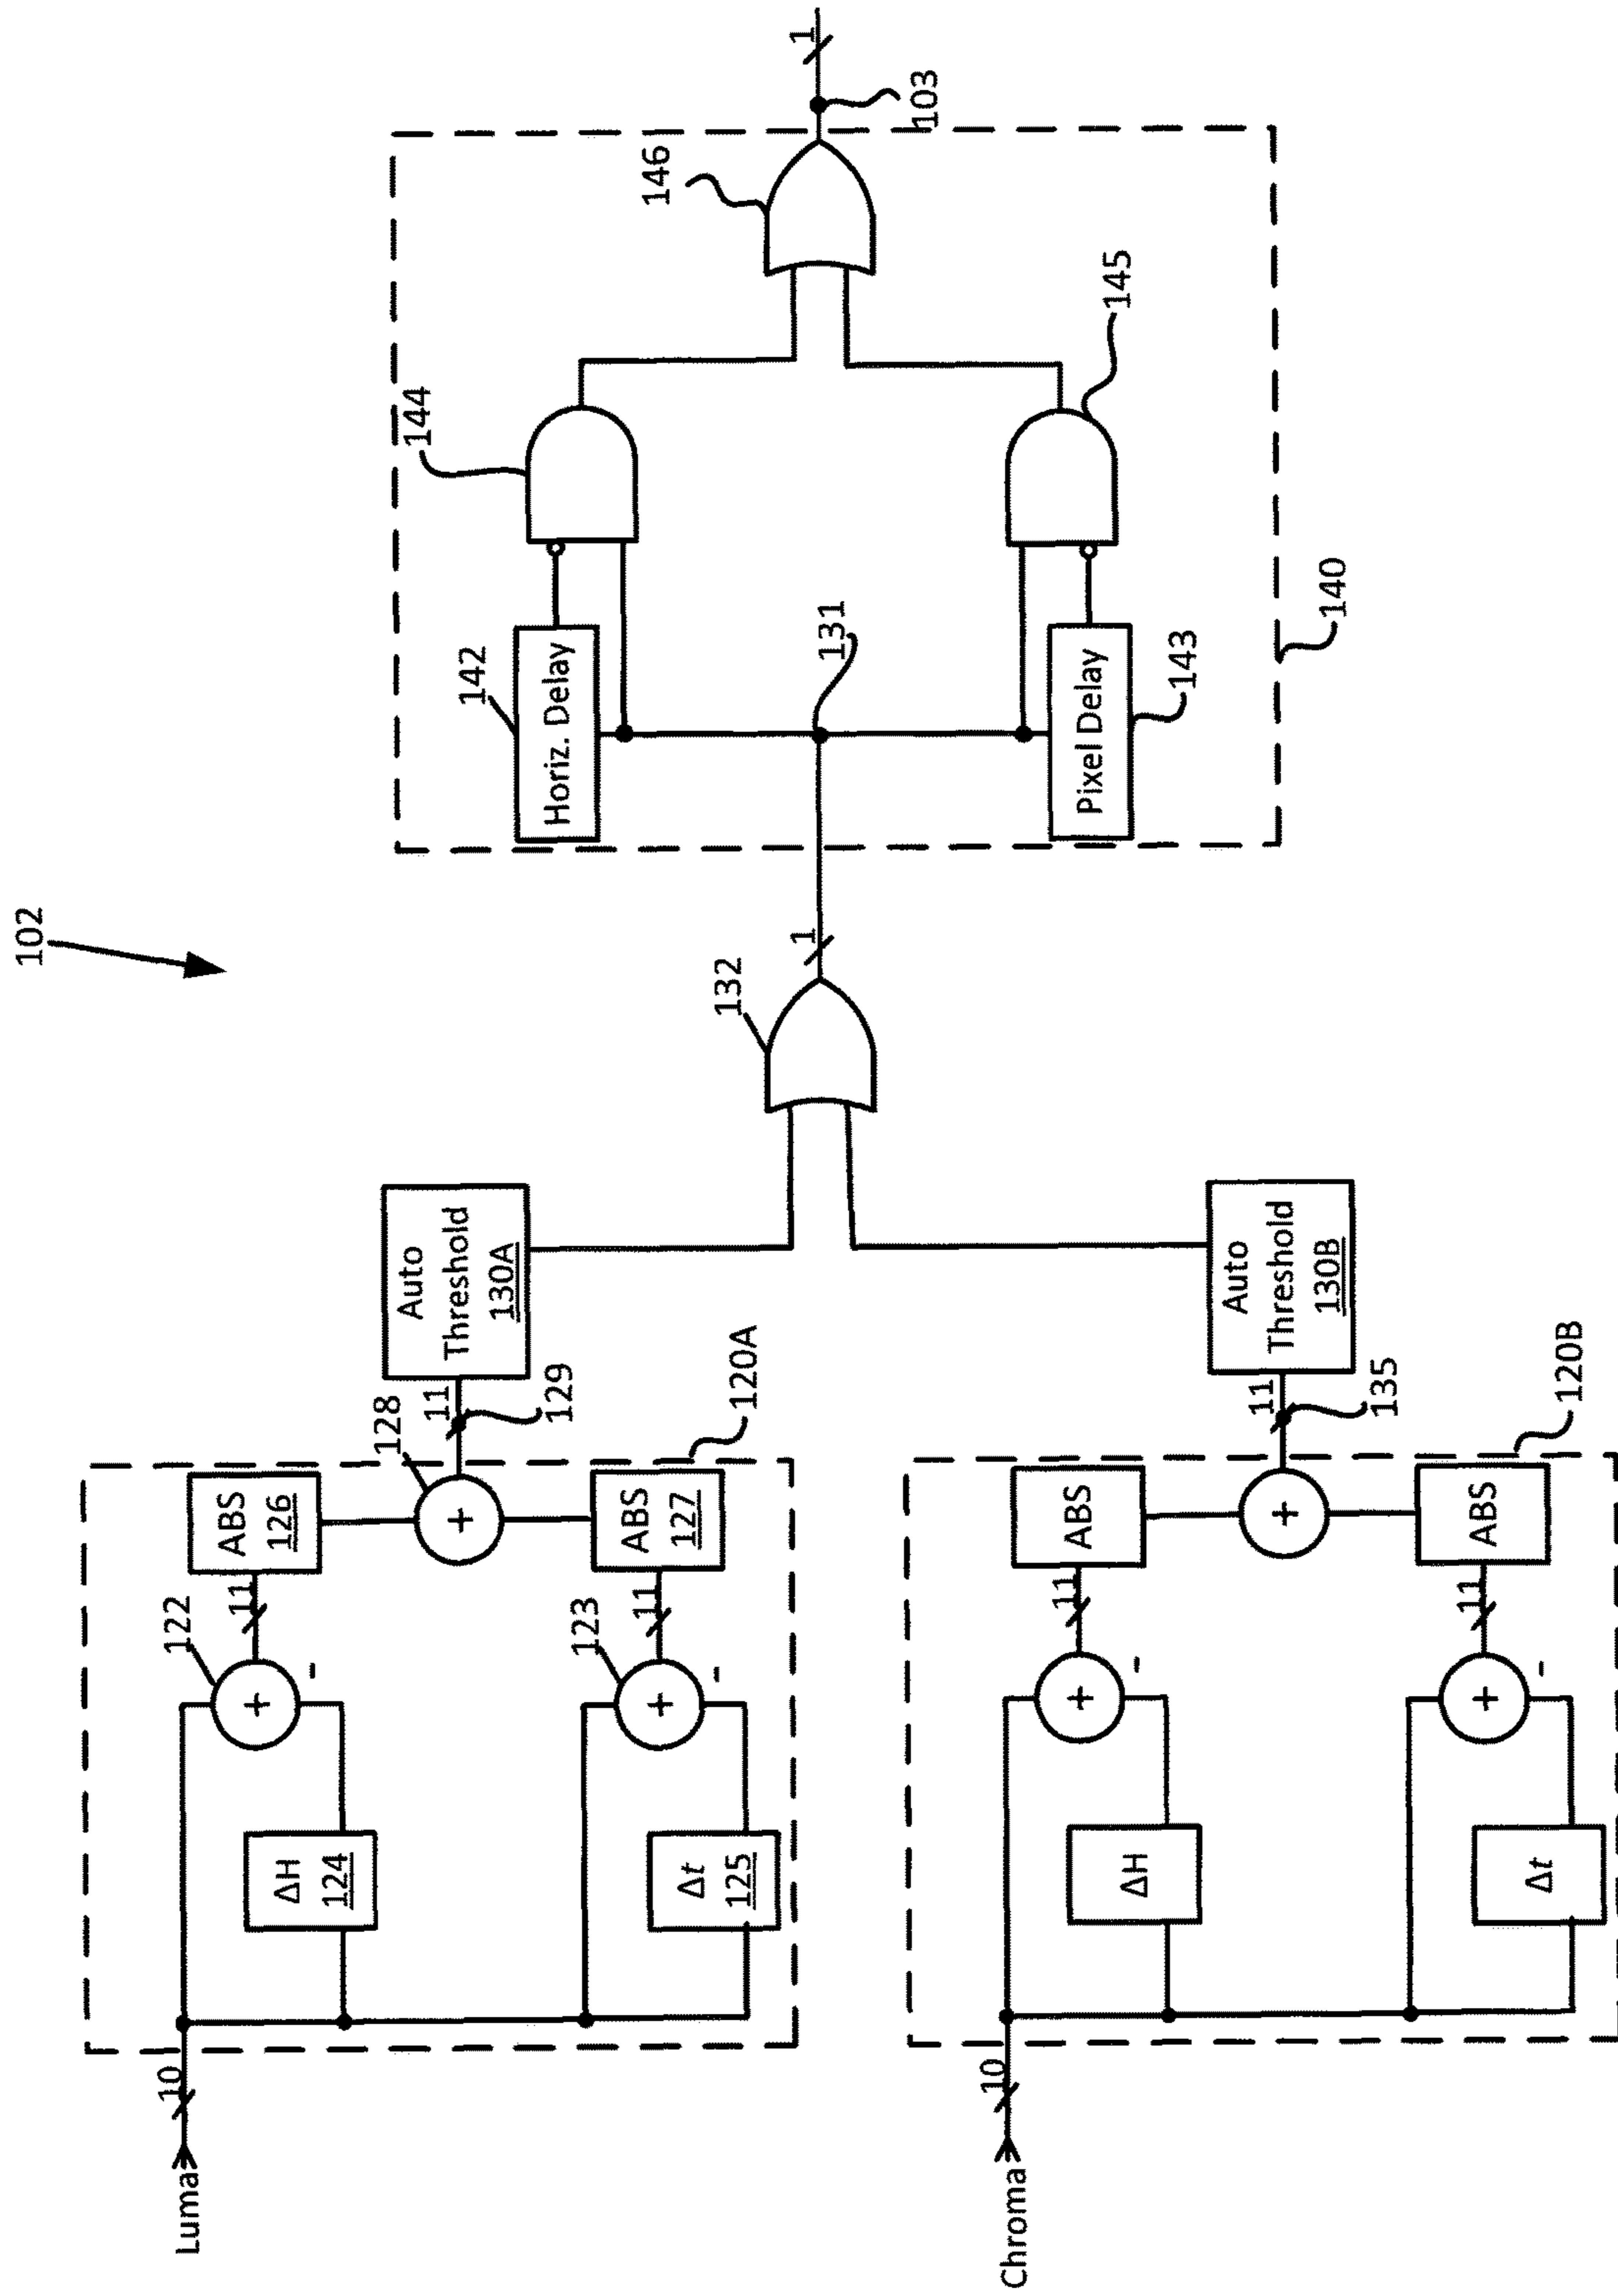 102
Luma
10
ΔH
124
Δt
125
122
+
-
123
+
-
11
11
ABS
126
ABS
127
128
+
11
129
120A
Auto
Threshold
130A
Chroma
10
ΔH
Δt
+
-
+
-
11
11
ABS
ABS
+
11
135
120B
Auto
Threshold
130B
132
1
131
142
Horiz. Delay
Pixel Delay
143
144
145
146
140
103
1